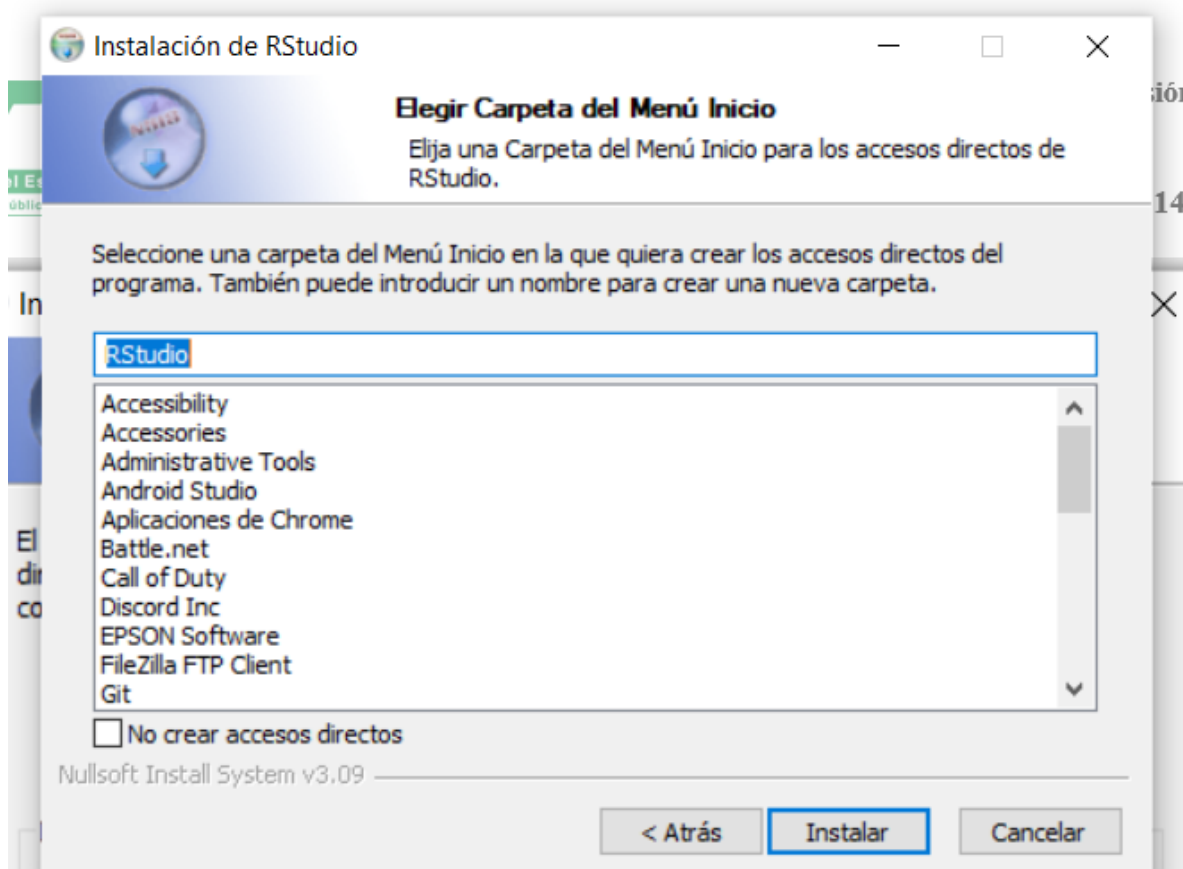 Instalación de RStudio
Elegir Carpeta del Menú Inicio
Elija una Carpeta del Menú Inicio para los accesos directos de
RStudio.
Seleccione una carpeta del Menú Inicio en la que quiera crear los accesos directos del
programa. También puede introducir un nombre para crear una nueva carpeta.
RStudio
Accessibility
Accessories
Administrative Tools
Android Studio
Aplicaciones de Chrome
Battle.net
Call of Duty
Discord Inc
EPSON Software
FileZilla FTP Client
Git
No crear accesos directos
Nullsoft Install System v3.09
< Atrás
Instalar
Cancelar
14
In
El